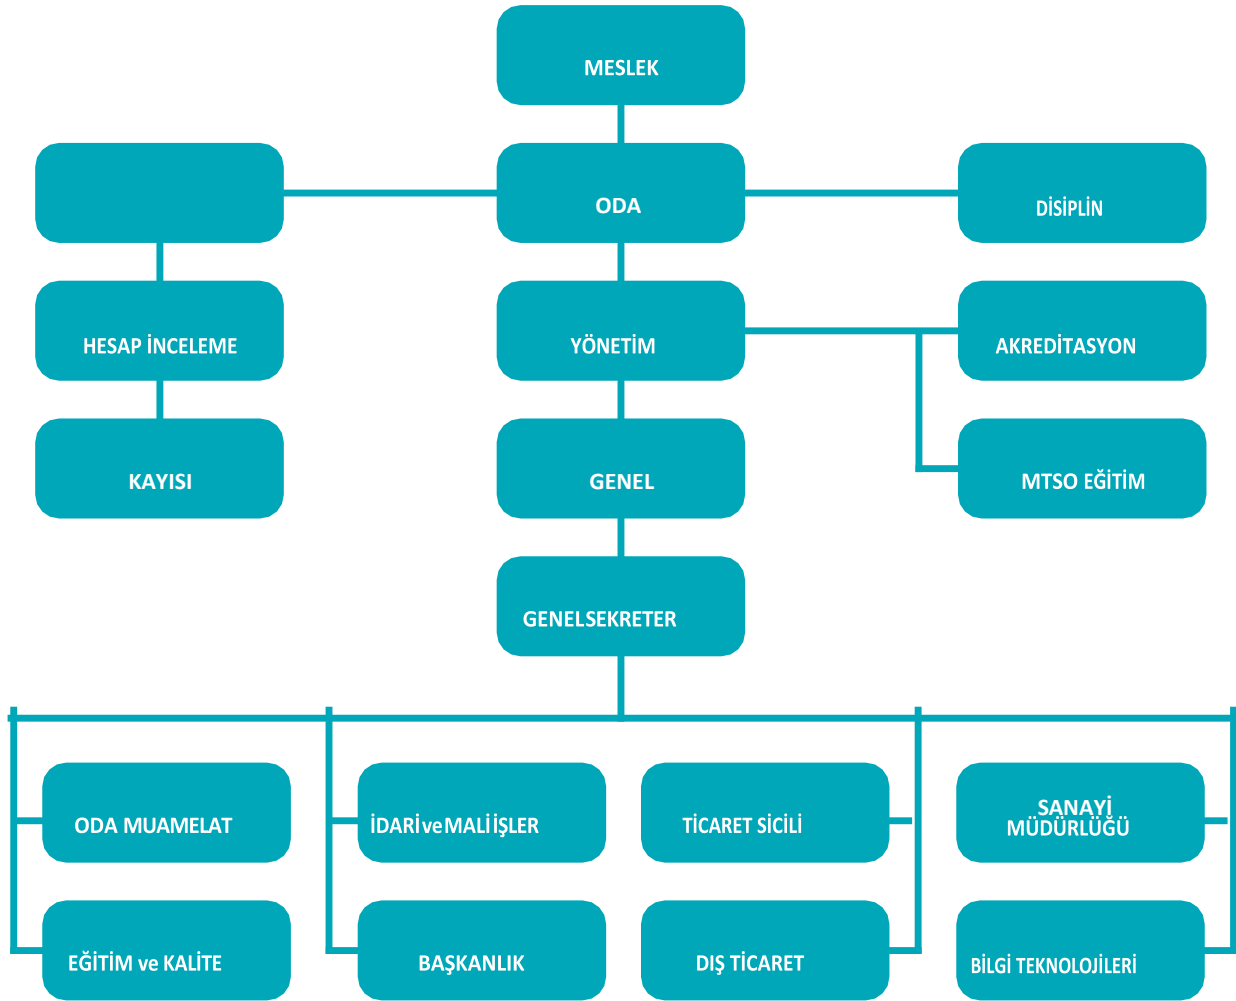 MESLEK
ODA
DİSİPLİN
HESAP İNCELEME
YÖNETİM
AKREDİTASYON
KAYISI
GENEL
MTSO EĞİTİM
GENELSEKRETER
ODA MUAMELAT
İDARİ ve MALİ İŞLER
TİCARET SİCİLİ
SANAYİ
MÜDÜRLÜĞÜ
EĞİTİM ve KALİTE
BAŞKANLIK
DIŞ TİCARET
BİLGİ TEKNOLOJİLERİ